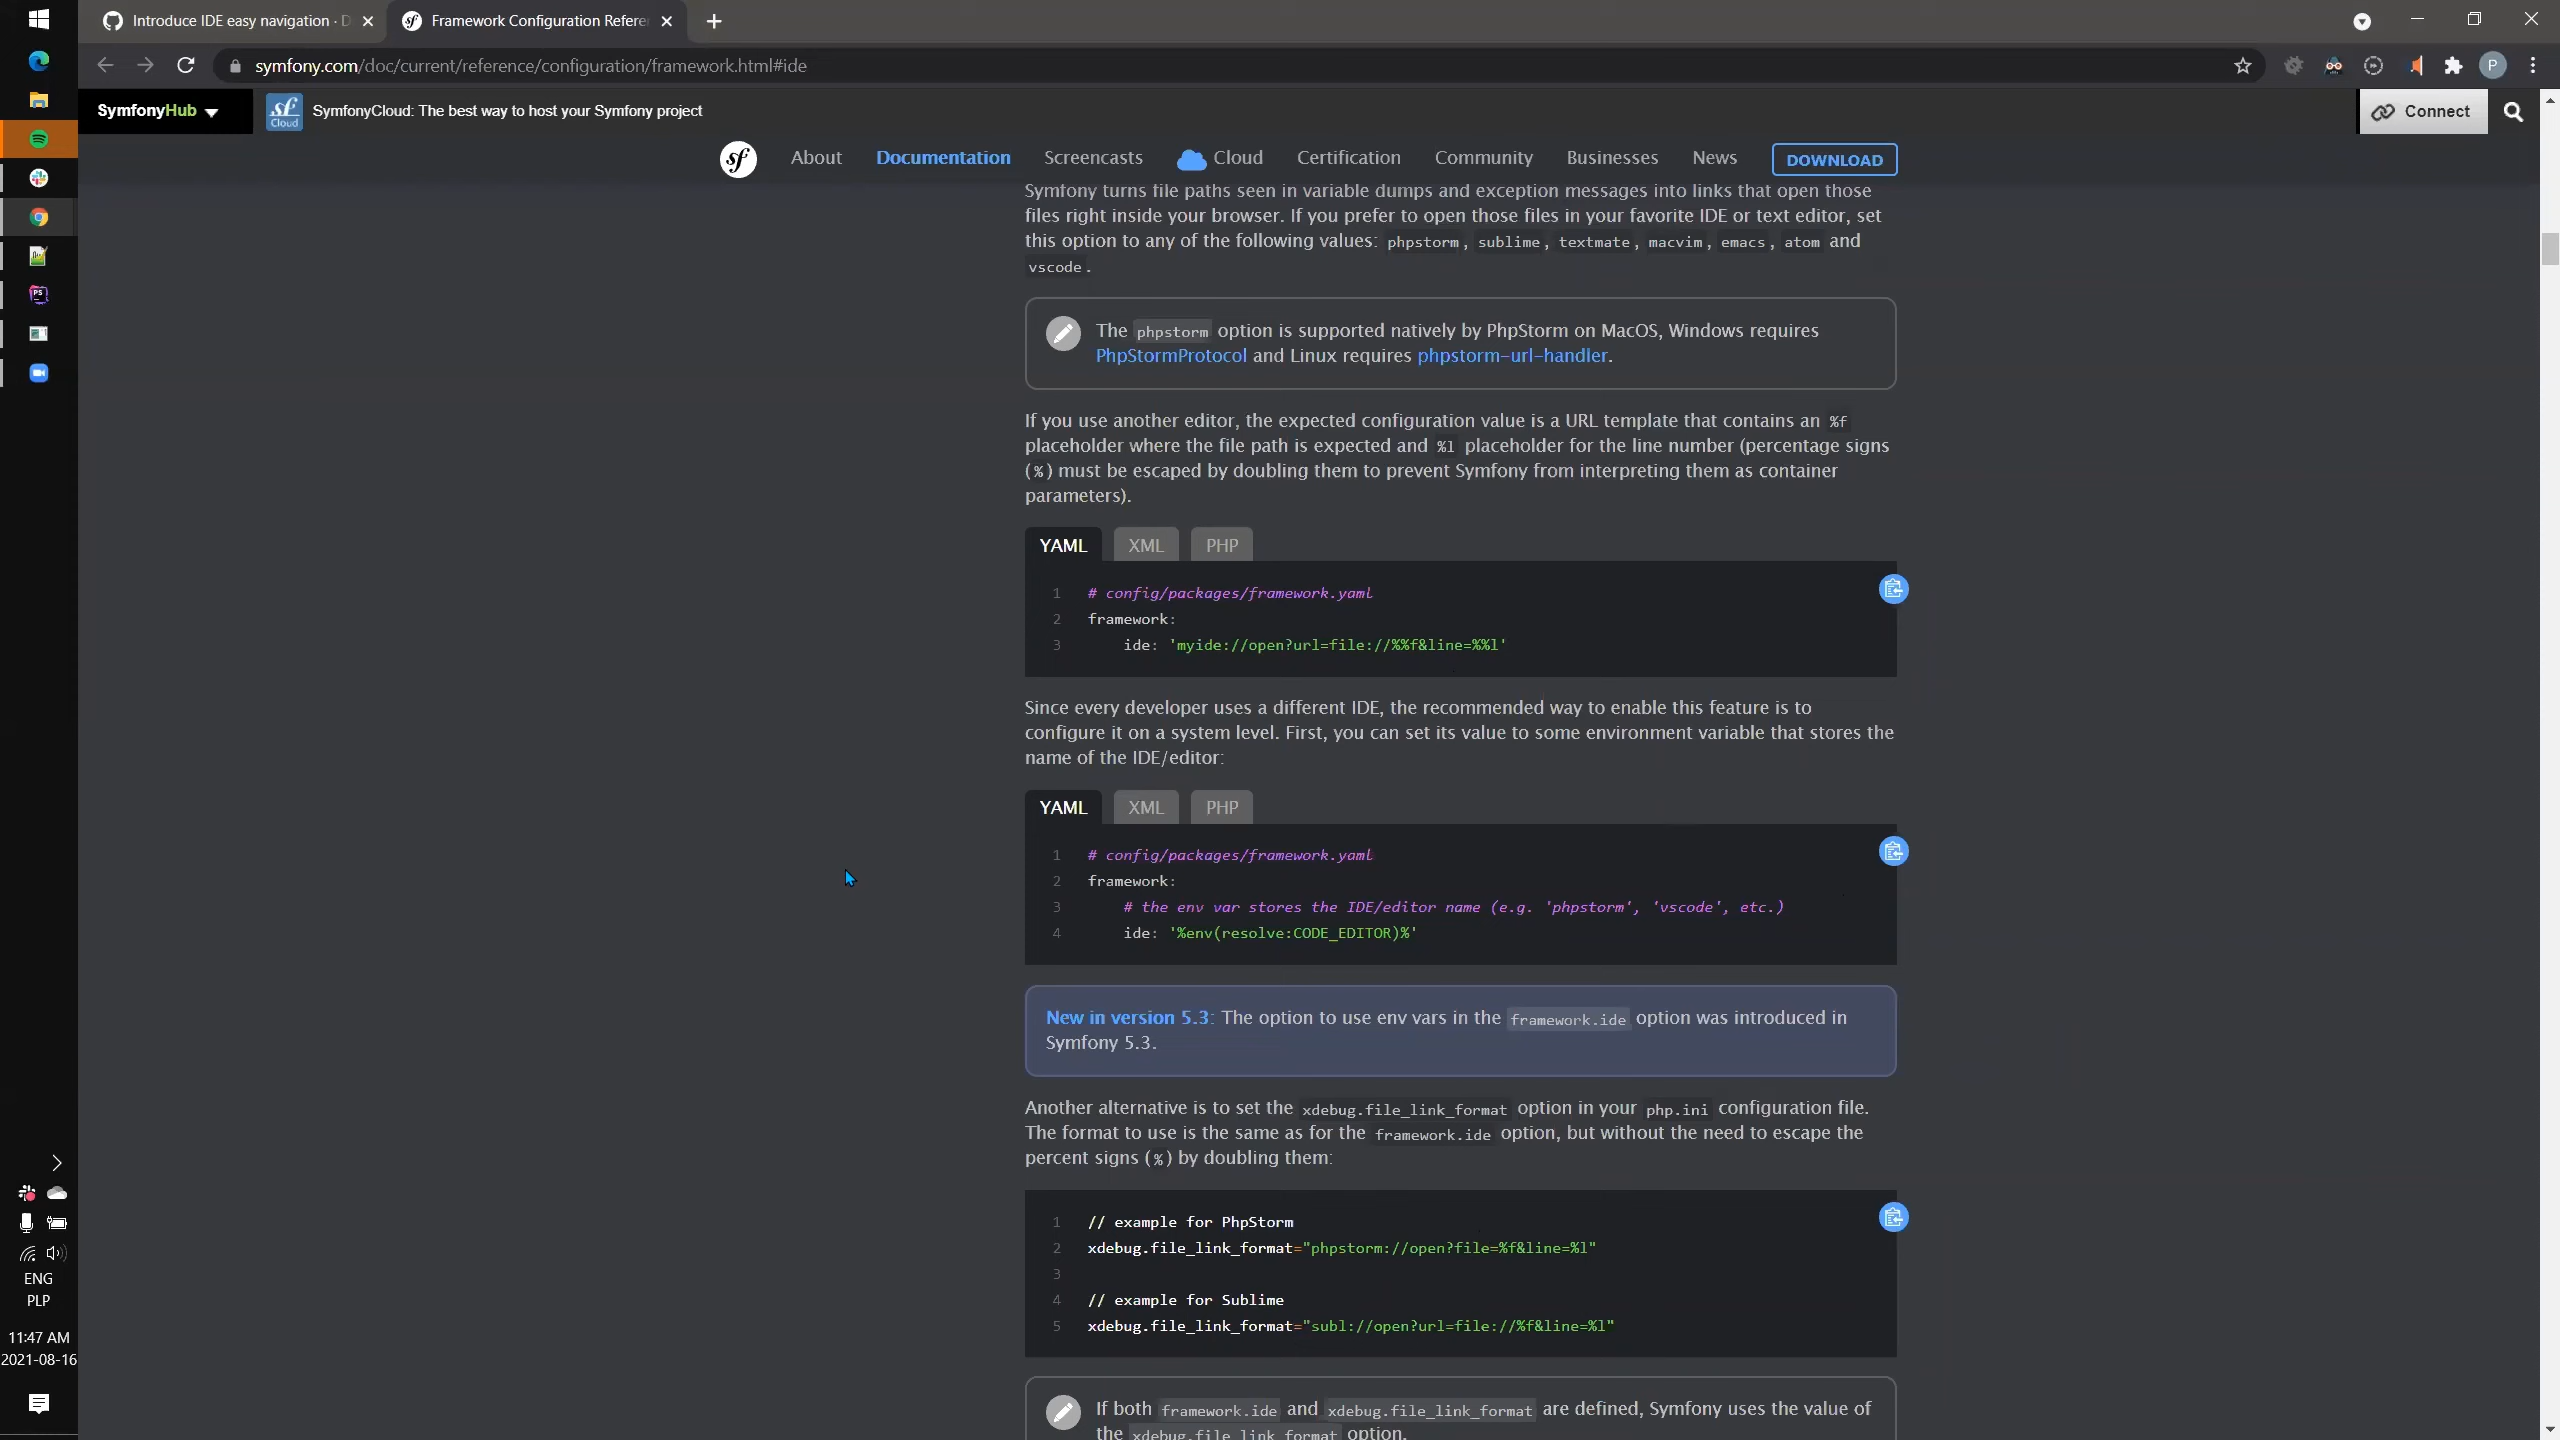 Introduce IDE easy navigation · D
Framework Configuration Refere
symfony.com/doc/current/reference/configuration/framework.html#ide
P
SymfonyHub
sf Cloud
SymfonyCloud: The best way to host your Symfony project
Connect
sf
About
Documentation
Screencasts
Cloud
Certification
Community
Businesses
News
DOWNLOAD
Symfony turns file paths seen in variable dumps and exception messages into links that open those
files right inside your browser. If you prefer to open those files in your favorite IDE or text editor, set
this option to any of the following values: phpstorm, sublime, textmate, macvim, emacs, atom and
vscode.
The phpstorm option is supported natively by PhpStorm on MacOS, Windows requires
PhpStormProtocol and Linux requires phpstorm-url-handler.
If you use another editor, the expected configuration value is a URL template that contains an %f
placeholder where the file path is expected and %l placeholder for the line number (percentage signs
(%) must be escaped by doubling them to prevent Symfony from interpreting them as container
parameters).
YAML
XML
PHP
1 # config/packages/framework.yaml
2 framework:
3 ide: 'myide://open?url=file://%%f&line=%%l'
Since every developer uses a different IDE, the recommended way to enable this feature is to
configure it on a system level. First, you can set its value to some environment variable that stores the
name of the IDE/editor:
YAML
XML
PHP
1 # config/packages/framework.yaml
2 framework:
3 # the env var stores the IDE/editor name (e.g. 'phpstorm', 'vscode', etc.)
4 ide: '%env(resolve:CODE_EDITOR)%'
New in version 5.3: The option to use env vars in the framework.ide option was introduced in
Symfony 5.3.
Another alternative is to set the xdebug.file_link_format option in your php.ini configuration file.
The format to use is the same as for the framework.ide option, but without the need to escape the
percent signs (%) by doubling them:
1 // example for PhpStorm
2 xdebug.file_link_format="phpstorm://open?file=%f&line=%l"
3
4 // example for Sublime
5 xdebug.file_link_format="subl://open?url=file://%f&line=%l"
If both framework.ide and xdebug.file_link_format are defined, Symfony uses the value of
the xdebug.file_link_format option.
PS
ENG
PLP
11:47 AM
2021-08-16